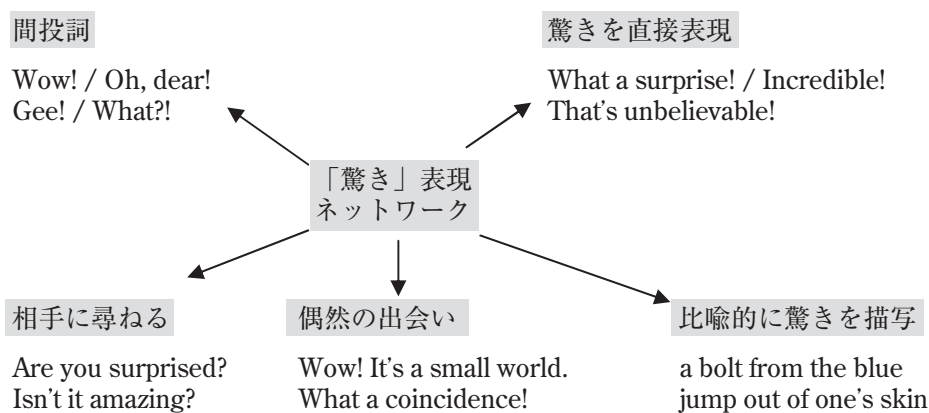 間投詞
Wow! / Oh, dear!
Gee! / What?!
驚きを直接表現
What a surprise! / Incredible!
That's unbelievable!
「驚き」表現
ネットワーク
相手に尋ねる
Are you surprised?
Isn't it amazing?
偶然の出会い
Wow! It's a small world.
What a coincidence!
比喩的に驚きを描写
a bolt from the blue
jump out of one's skin